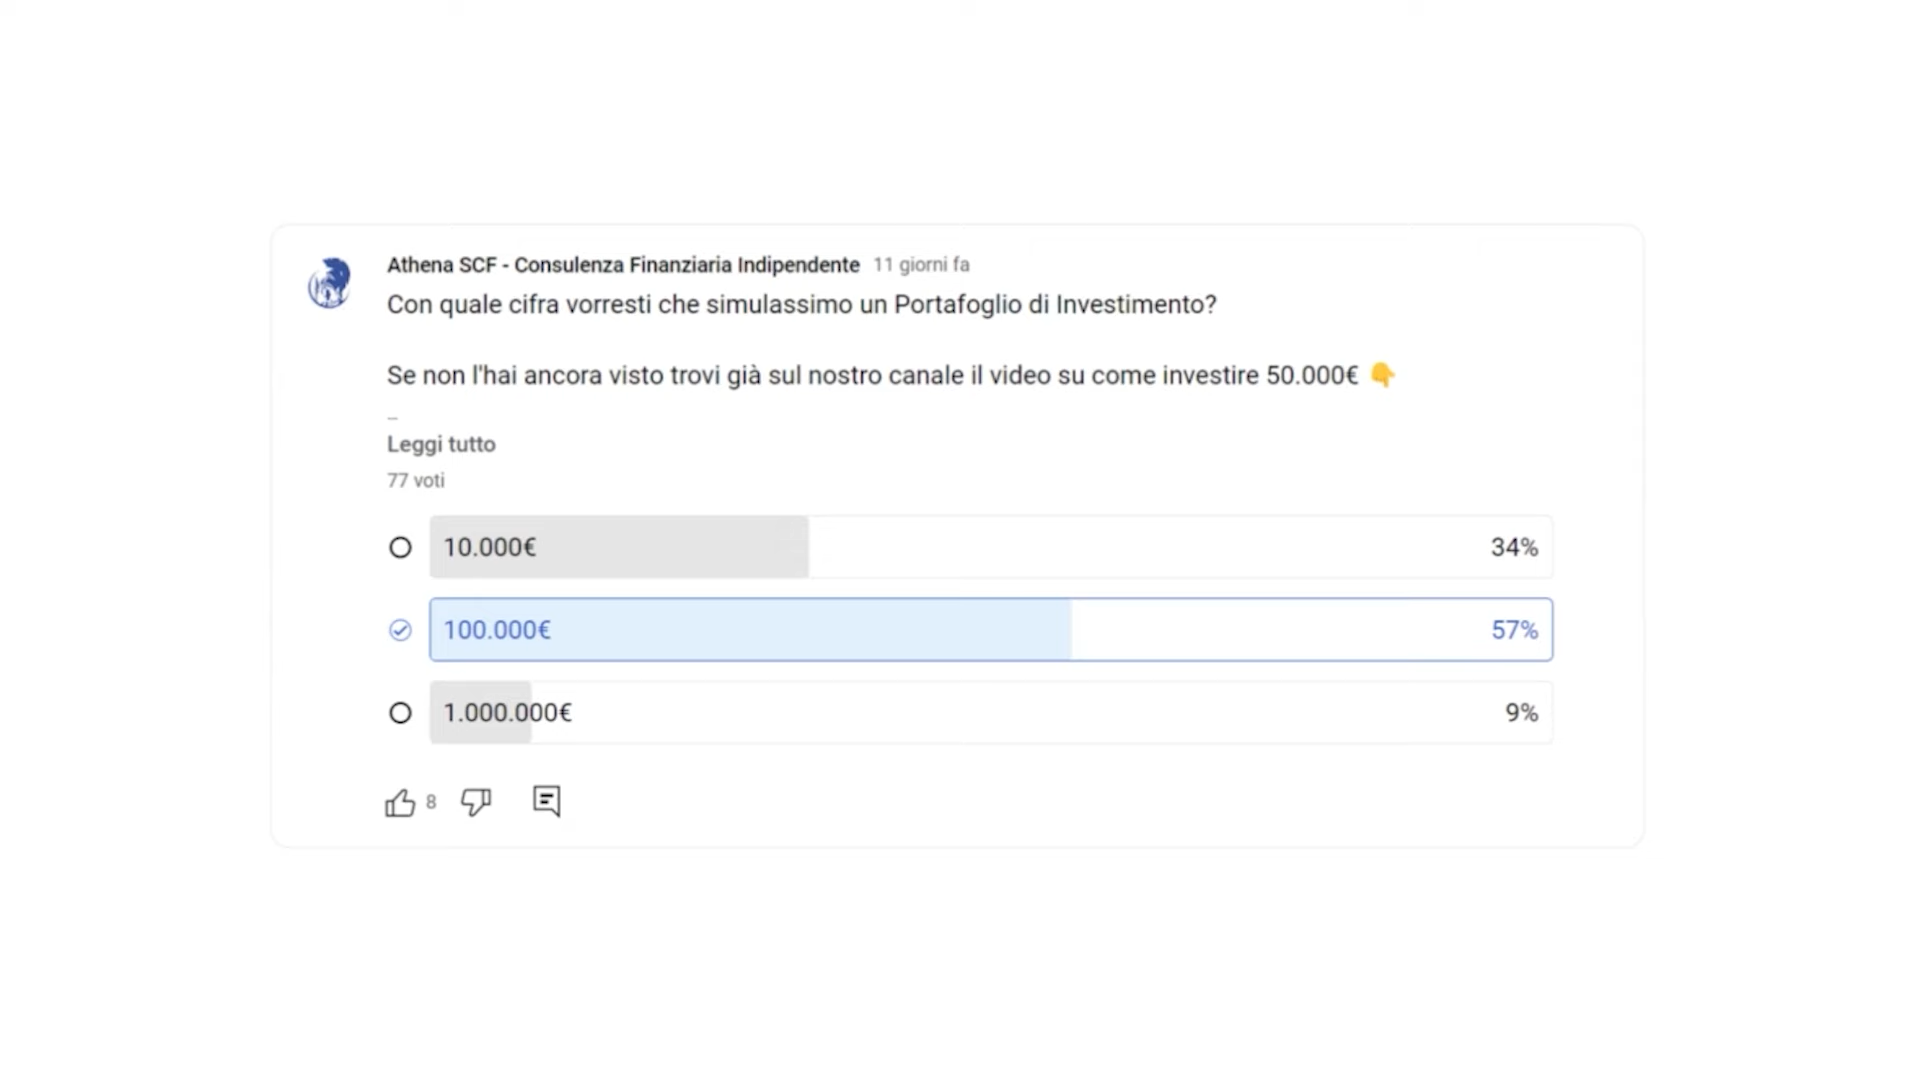 Athena SCF - Consulenza Finanziaria Indipendente 11 giorni fa
Con quale cifra vorresti che simulassimo un Portafoglio di Investimento?
Se non l'hai ancora visto trovi già sul nostro canale il video su come investire 50.000€ 👇
_
Leggi tutto
77 voti
10.000€ 34%
100.000€ 57%
1.000.000€ 9%
8